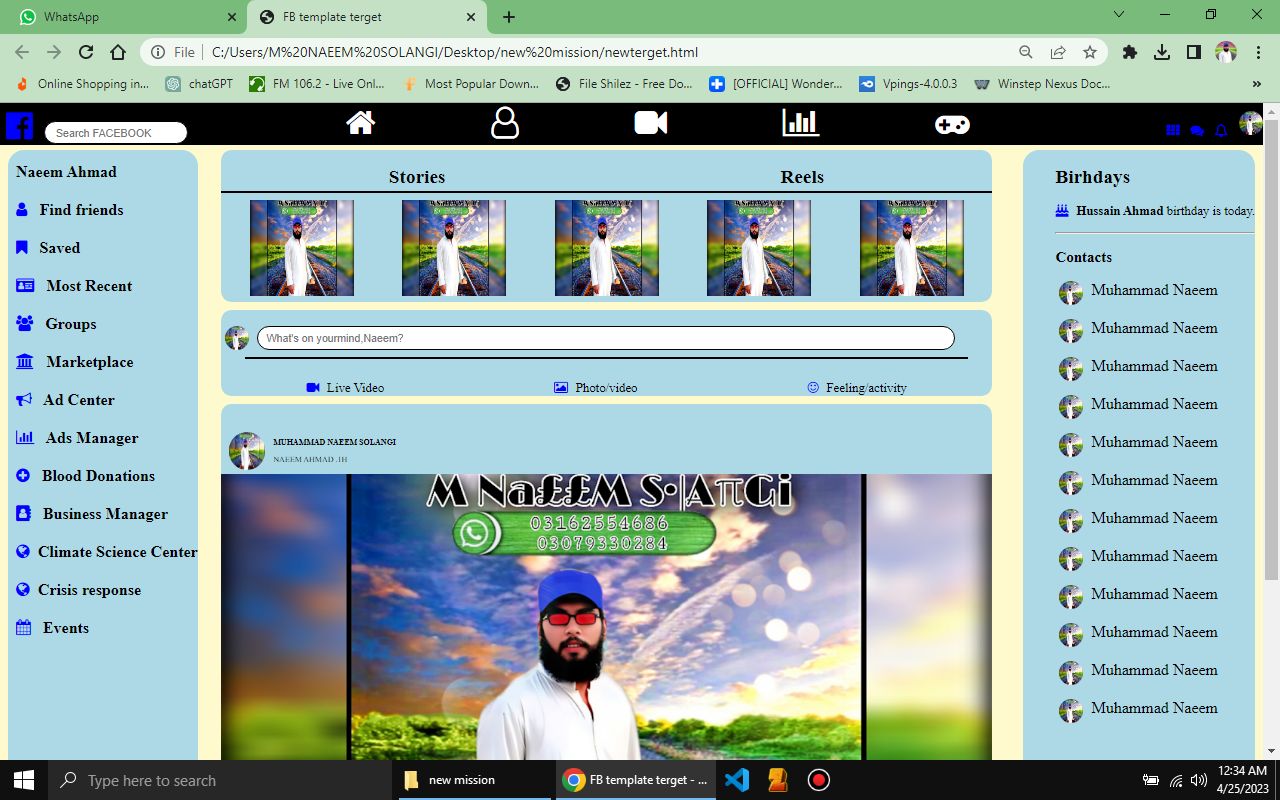 WhatsApp
FB template terget
File
C:/Users/M%20NAEEM%20SOLANGI/Desktop/new%20mission/newterget.html
Online Shopping in...
chatGPT
FM 106.2 - Live Onl...
Most Popular Down...
File Shilez - Free Do...
[OFFICIAL] Wonder...
Vpings-4.0.0.3
Winstep Nexus Doc...
»
Search FACEBOOK
Naeem Ahmad
Find friends
Saved
Most Recent
Groups
Marketplace
Ad Center
Ads Manager
Blood Donations
Business Manager
Climate Science Center
Crisis response
Events
Stories
Reels
What's on yourmind,Naeem?
Live Video
Photo/video
Feeling/activity
MUHAMMAD NAEEM SOLANGI
NAEEM AHMAD .1H
M Na££M S•|AπGi
03162554686
03079330284
Birhdays
Hussain Ahmad birthday is today.
Contacts
Muhammad Naeem
Muhammad Naeem
Muhammad Naeem
Muhammad Naeem
Muhammad Naeem
Muhammad Naeem
Muhammad Naeem
Muhammad Naeem
Muhammad Naeem
Muhammad Naeem
Muhammad Naeem
Muhammad Naeem
Type here to search
new mission
FB template terget - ...
12:34 AM
4/25/2023